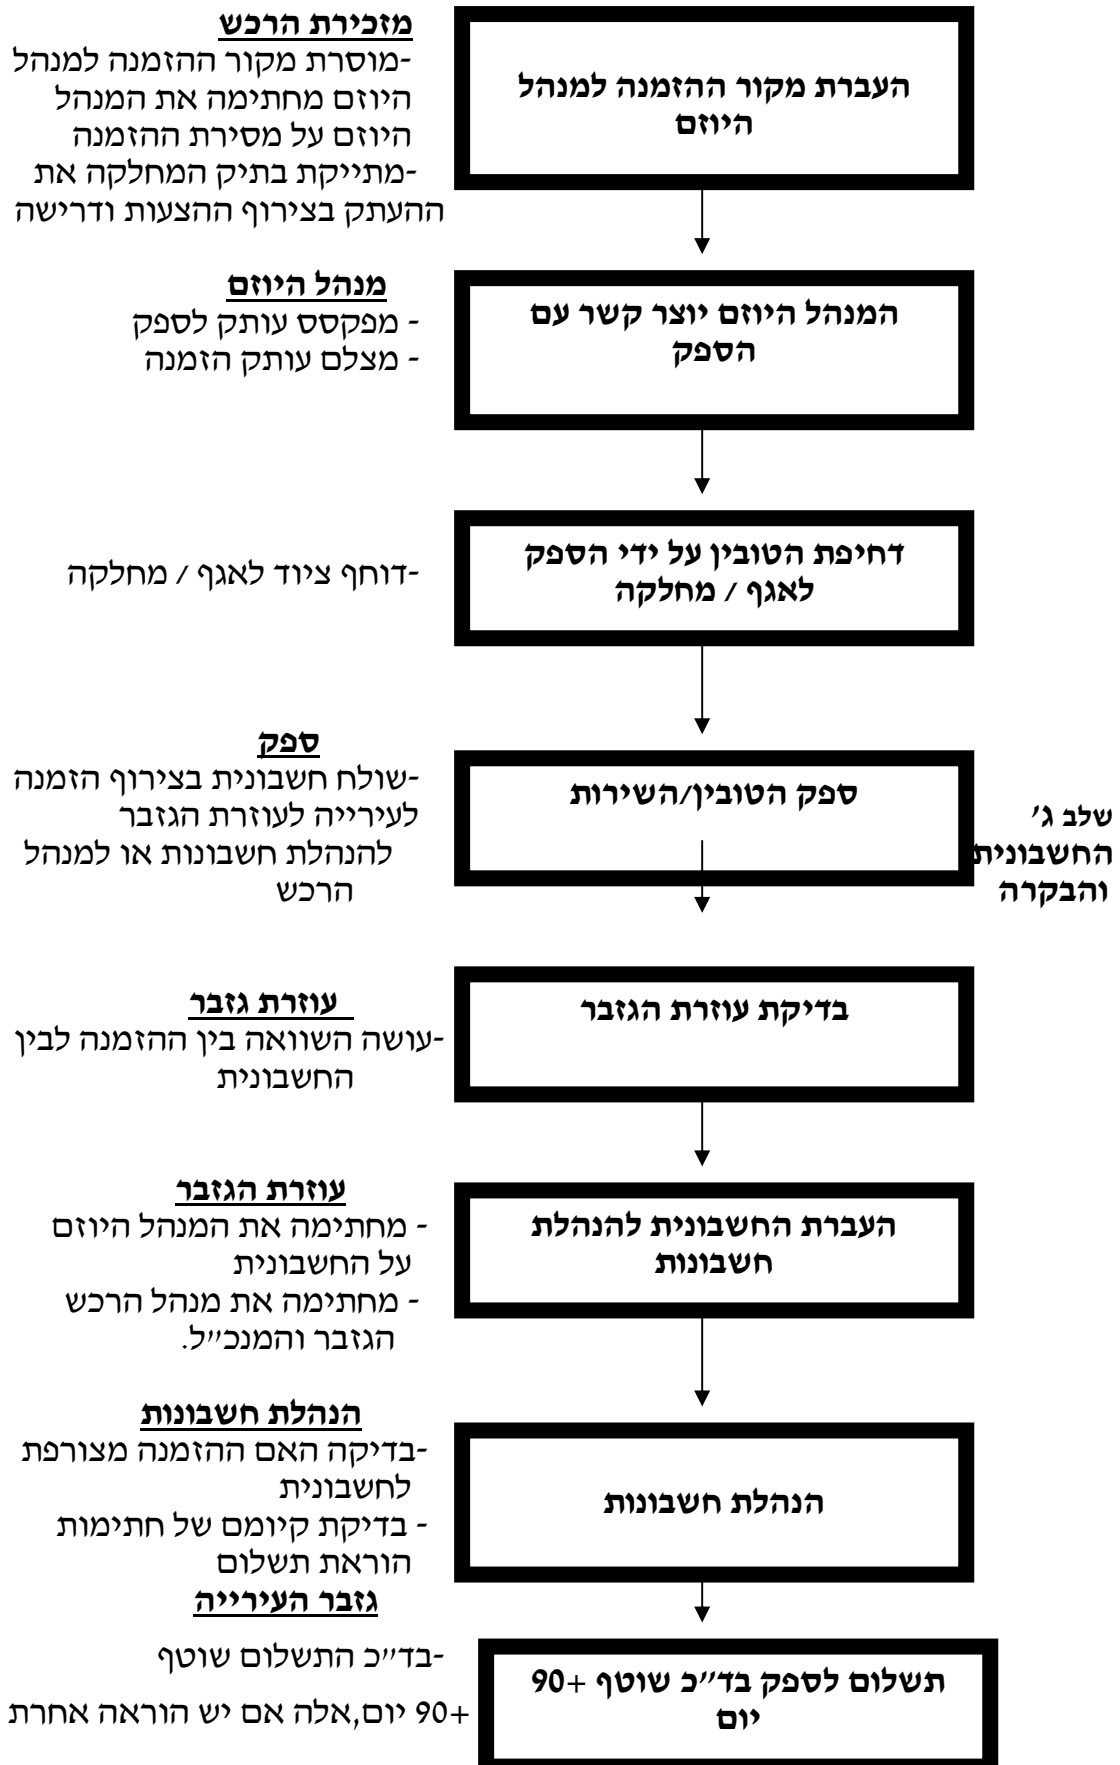 העברת מקור ההזמנה למנהל
היוזם
מזכירת הרכש
-מוסרת מקור ההזמנה למנהל
היוזם מחתימה את המנהל
היוזם על מסירת ההזמנה
-מתייקת בתיק המחלקה את
ההעתק בצירוף ההצעות ודרישה
המנהל היוזם יוצר קשר עם
הספק
מנהל היוזם
- מפקסס עותק לספק
- מצלם עותק הזמנה
דחיפת הטובין על ידי הספק
לאגף / מחלקה
-דוחף ציוד לאגף / מחלקה
שלב ג'
החשבונית
והבקרה
ספק הטובין/השירות
ספק
-שולח חשבונית בצירוף הזמנה
לעירייה לעוזרת הגזבר
להנהלת חשבונות או למנהל
הרכש
בדיקת עוזרת הגזבר
עוזרת גזבר
-עושה השוואה בין ההזמנה לבין
החשבונית
העברת החשבונית להנהלת
חשבונות
עוזרת הגזבר
- מחתימה את המנהל היוזם
על החשבונית
- מחתימה את מנהל הרכש
הגזבר והמנכ״ל.
הנהלת חשבונות
הנהלת חשבונות
-בדיקה האם ההזמנה מצורפת
לחשבונית
- בדיקת קיומם של חתימות
הוראת תשלום
תשלום לספק בד״כ שוטף +90
יום
גזבר העירייה
-בד״כ התשלום שוטף
+90 יום,אלה אם יש הוראה אחרת